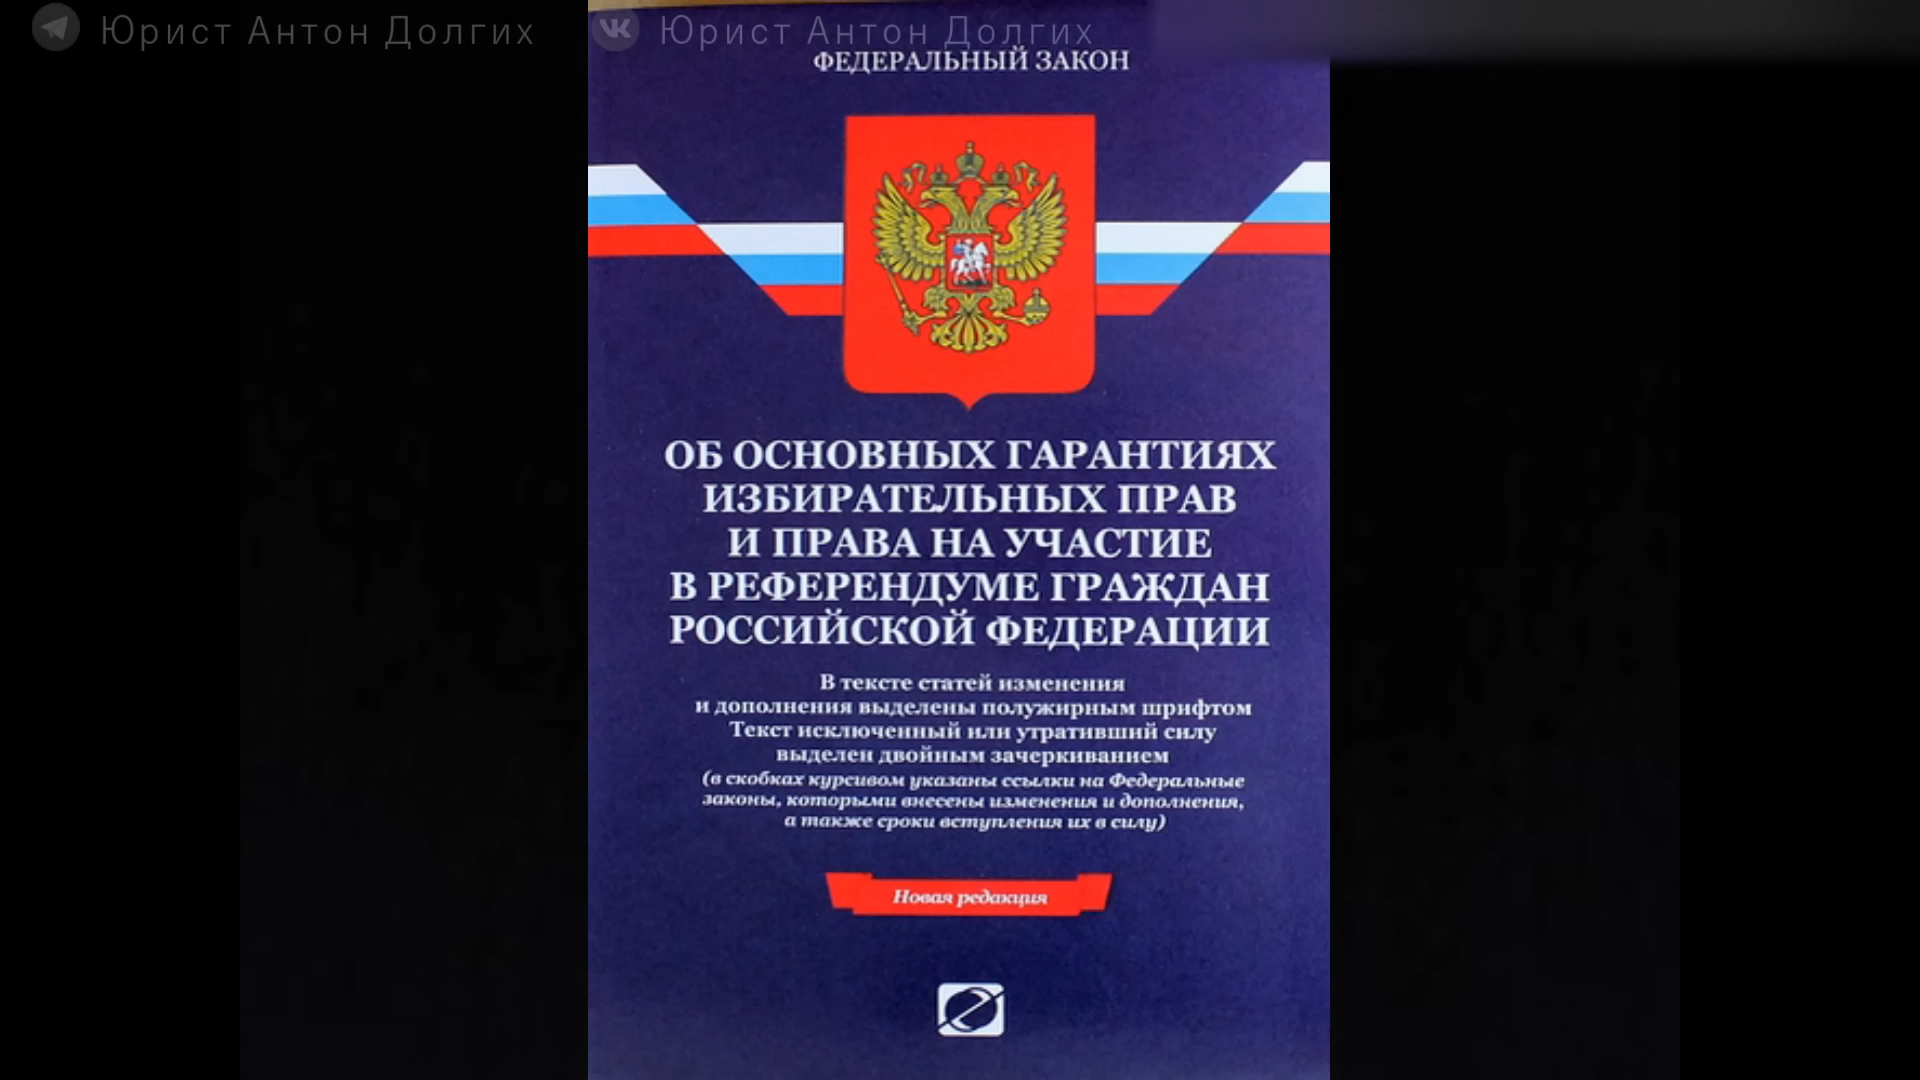 Юрист Антон Долгих
Юрист Антон Долгих
ФЕДЕРАЛЬНЫЙ ЗАКОН
ОБ ОСНОВНЫХ ГАРАНТИЯХ
ИЗБИРАТЕЛЬНЫХ ПРАВ
И ПРАВА НА УЧАСТИЕ
В РЕФЕРЕНДУМЕ ГРАЖДАН
РОССИЙСКОЙ ФЕДЕРАЦИИ
В тексте статей изменения
и дополнения выделены полужирным шрифтом
Текст исключенный или утративший силу
выделен двойным зачеркиванием
(в скобках курсивом указаны ссылки на Федеральные
законы, которыми внесены изменения и дополнения,
а также сроки вступления их в силу)
Новая редакция